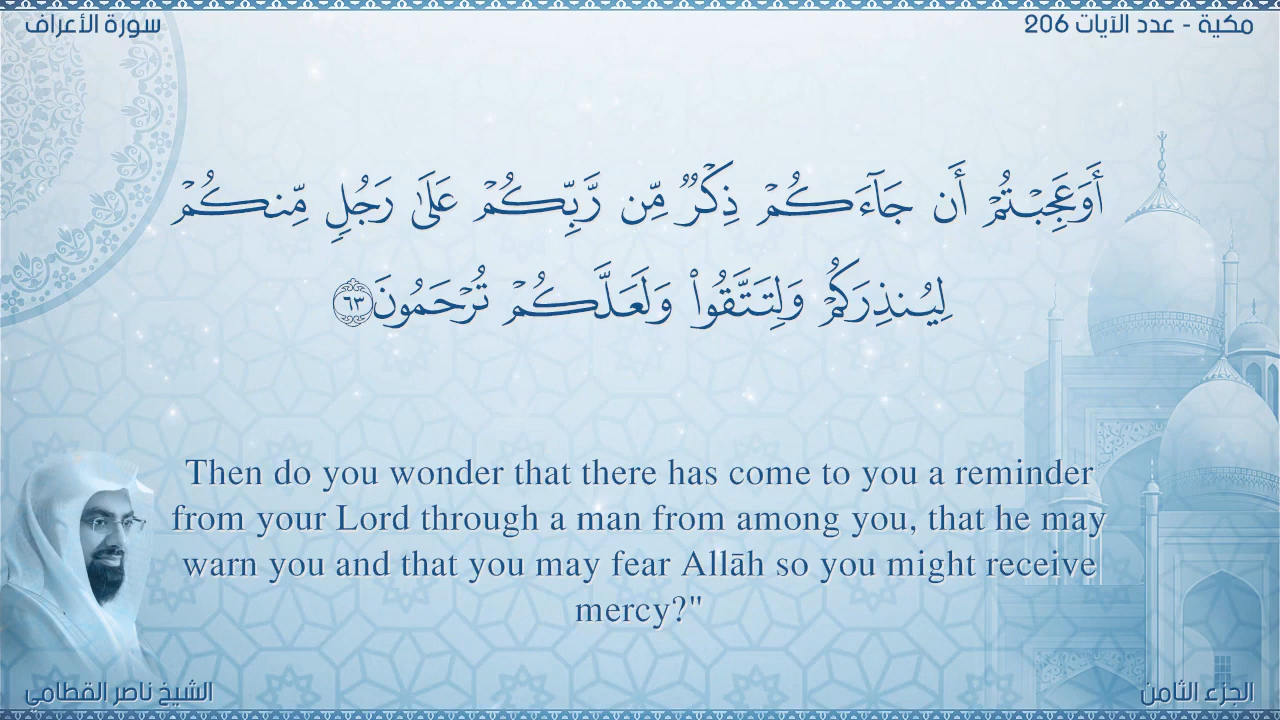 سورة الأعراف
مكية - عدد الآيات 206
أَوَعَجِبۡتُمۡ أَن جَآءَكُمۡ ذِكۡرٞ مِّن رَّبِّكُمۡ عَلَىٰ رَجُلٖ مِّنكُمۡ
لِيُنذِرَكُمۡ وَلِتَتَّقُواْ وَلَعَلَّكُمۡ تُرۡحَمُونَ ٦٣
Then do you wonder that there has come to you a reminder
from your Lord through a man from among you, that he may
warn you and that you may fear Allāh so you might receive
mercy?"
الشيخ ناصر القطامي
الجزء الثامن